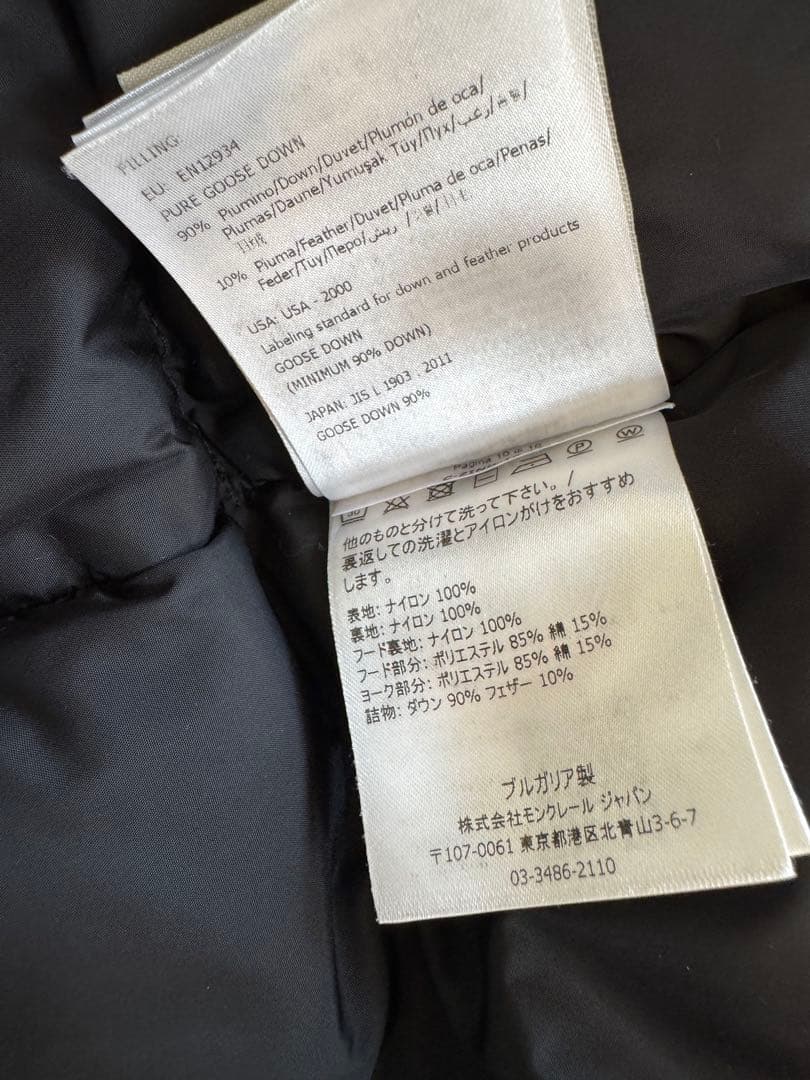 FILLING
EU: EN12934
PURE GOOSE DOWN
90% Piumino/Down/Duvet/Plumón de oca/
Plumas/Daune/Yumuşak Tüy/Пух/زغب/
10% Piuma/Feather/Duvet/Pluma de oca/Penas/
Feder/Tüy/Перо/ريش/
USA: USA - 2000
Labeling standard for down and feather products
GOOSE DOWN
(MINIMUM 90% DOWN)
JAPAN: JIS L 1903 . 2011
GOOSE DOWN 90%
Pagina 10
30
P
W
他のものと分けて洗って下さい。/
裏返しての洗濯とアイロンがけをおすすめ
します。
表地: ナイロン 100%
裏地: ナイロン 100%
フード裏地: ナイロン 100%
フード部分: ポリエステル 85% 綿 15%
ヨーク部分: ポリエステル 85% 綿 15%
詰物: ダウン 90% フェザー 10%
ブルガリア製
株式会社モンクレール ジャパン
〒107-0061 東京都港区北青山3-6-7
03-3486-2110